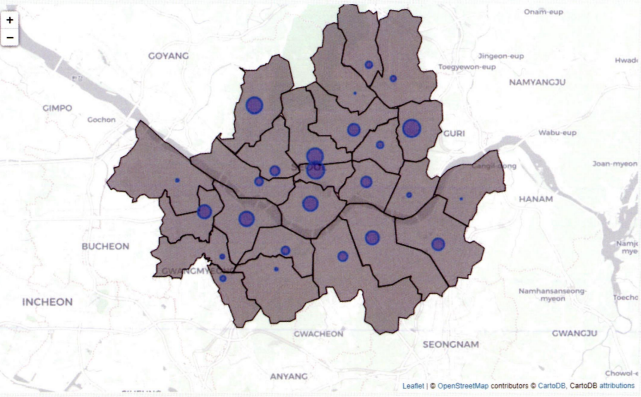 +
−
Onam-eup
GOYANG
Jingeon-eup
Toegyewon-eup
NAMYANGJU
GIMPO
Gochon
GURI
Wabu-eup
Joan-myeon
HANAM
BUCHEON
GWANGMYE
INCHEON
Namhansanseong-
myeon
GWACHEON
GWANGJU
SEONGNAM
ANYANG
Leaflet | © OpenStreetMap contributors © CartoDB, CartoDB attributions